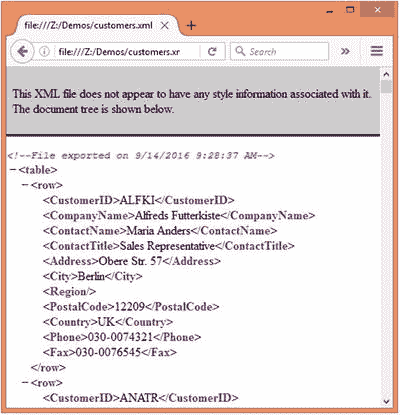 file:///Z:/Demos/customers.xml
file:///Z:/Demos/customers.xr
Search
This XML file does not appear to have any style information associated with it.
The document tree is shown below.
<!--File exported on 9/14/2016 9:28:37 AM-->
−<table>
−<row>
<CustomerID>ALFKI</CustomerID>
<CompanyName>Alfreds Futterkiste</CompanyName>
<ContactName>Maria Anders</ContactName>
<ContactTitle>Sales Representative</ContactTitle>
<Address>Obere Str. 57</Address>
<City>Berlin</City>
<Region/>
<PostalCode>12209</PostalCode>
<Country>UK</Country>
<Phone>030-0074321</Phone>
<Fax>030-0076545</Fax>
</row>
−<row>
<CustomerID>ANATR</CustomerID>